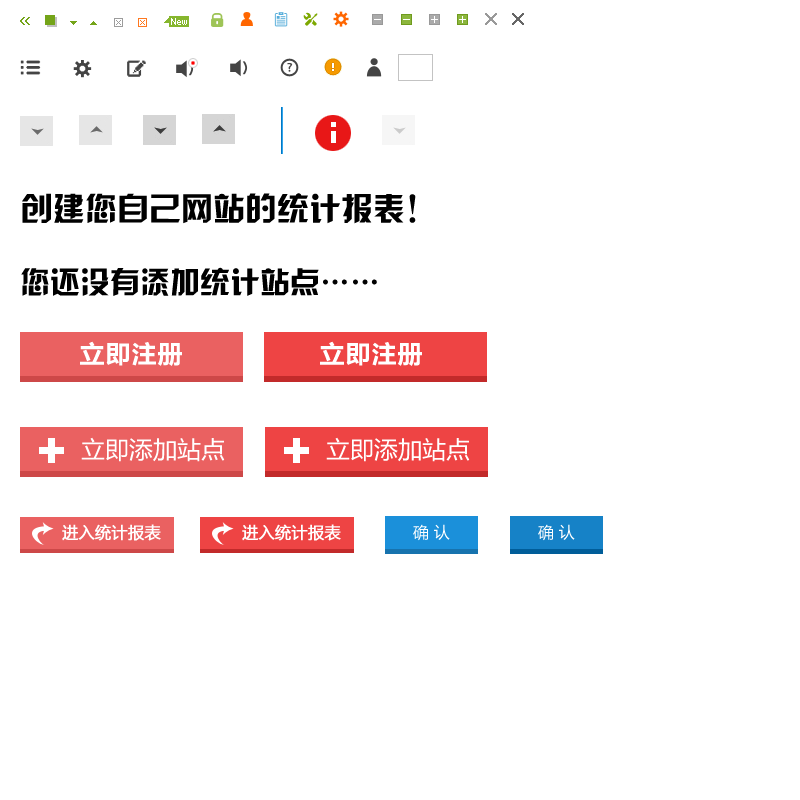 New
创建您自己网站的统计报表!
您还没有添加统计站点……
立即注册 立即注册
立即添加站点 立即添加站点
进入统计报表 进入统计报表 确 认 确 认